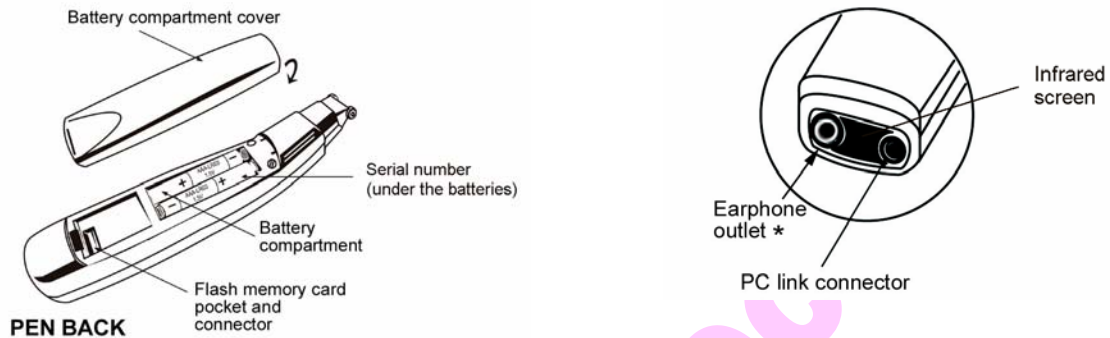 Battery compartment cover
Serial number
(under the batteries)
Battery
compartment
Flash memory card
pocket and
connector
PEN BACK
Infrared
screen
Earphone
outlet *
PC link connector